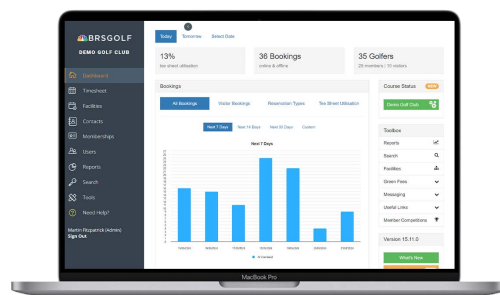 BRSGOLF
DEMO GOLF CLUB
Dashboard
Timesheet
Facilities
Contacts
Memberships
Users
Reports
Search
Tools
Need Help?
Martin Fitzpatrick (Admin)
Sign Out
Today Tomorrow Select Date
13%
tee sheet utilisation
36 Bookings
online & offline
35 Golfers
25 members / 10 visitors
Bookings
All Bookings Visitor Bookings Reservation Types Tee Sheet Utilisation
Next 7 Days Next 14 Days Next 30 Days Custom
Next 7 Days
Course Status
Demo Golf Club
Toolbox
Reports
Search
Facilities
Green Fees
Messaging
Useful Links
Member Competitions
Version 15.11.0
What's New
MacBook Pro